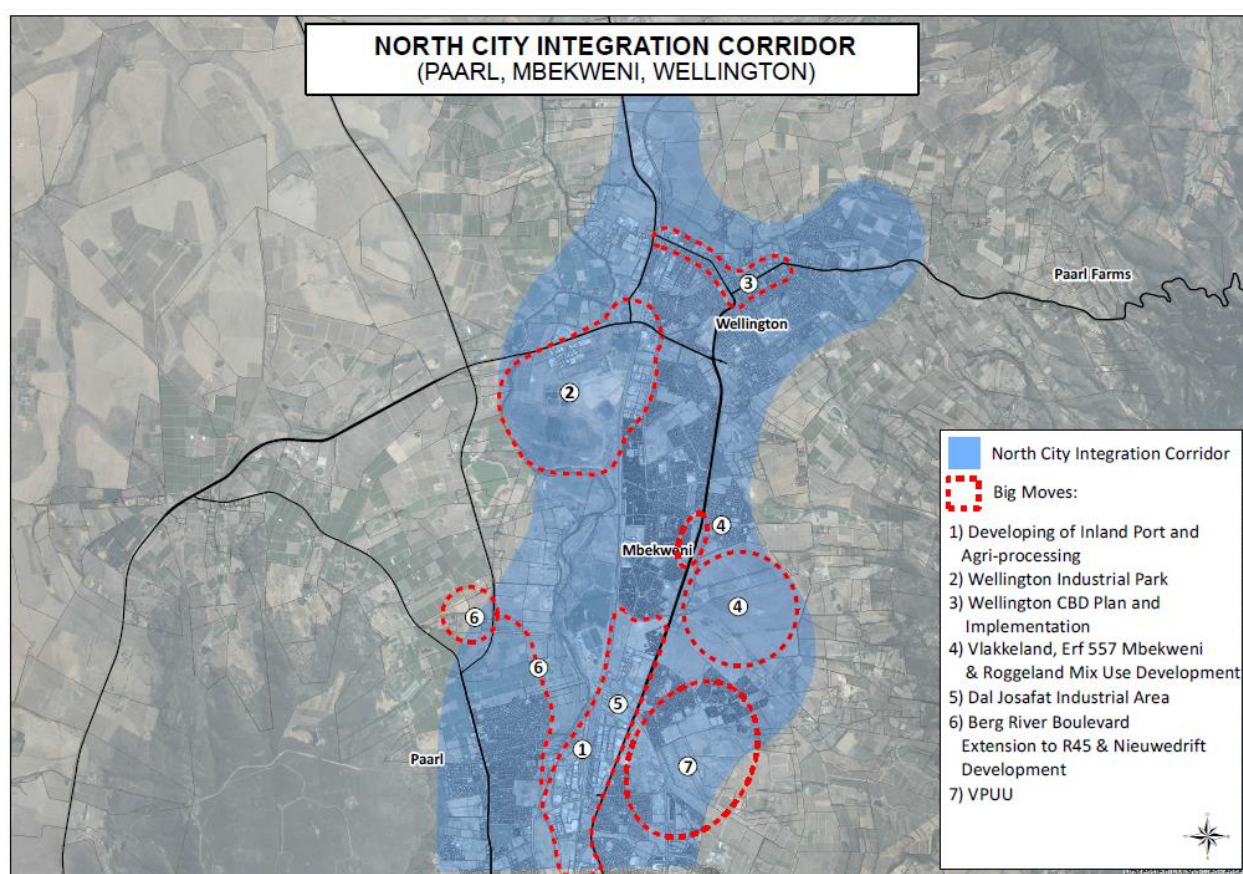 NORTH CITY INTEGRATION CORRIDOR
(PAARL, MBEKWENI, WELLINGTON)
Paarl Farms
3
Wellington
2
4
Mbekweni
4
6
6
5
1
Paarl
7
North City Integration Corridor
Big Moves:
1) Developing of Inland Port and
Agri-processing
2) Wellington Industrial Park
3) Wellington CBD Plan and
Implementation
4) Vlakkeland, Erf 557 Mbekweni
& Roggeland Mix Use Development
5) Dal Josafat Industrial Area
6) Berg River Boulevard
Extension to R45 & Nieuwedrift
Development
7) VPUU